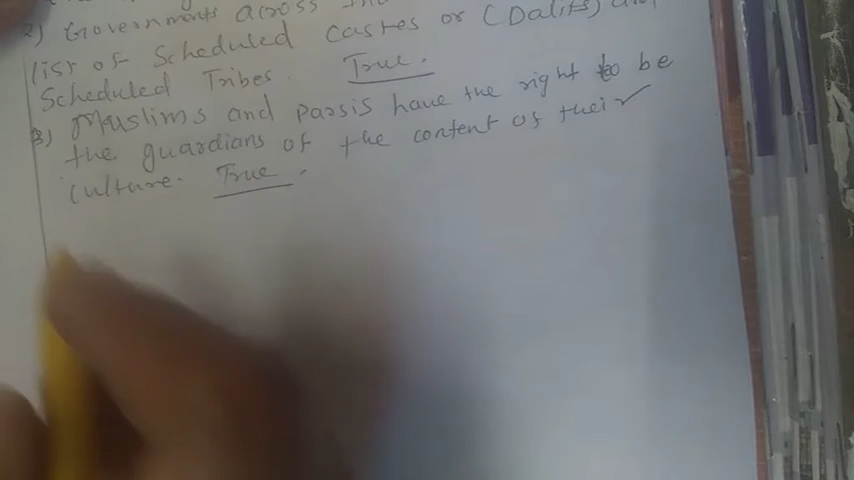 2) Governments across
list of Scheduled Castes or (Dalits) and
Scheduled Tribes. True.
3) Muslims and Parsis have the right to be
the guardians of the content of their
culture. True.